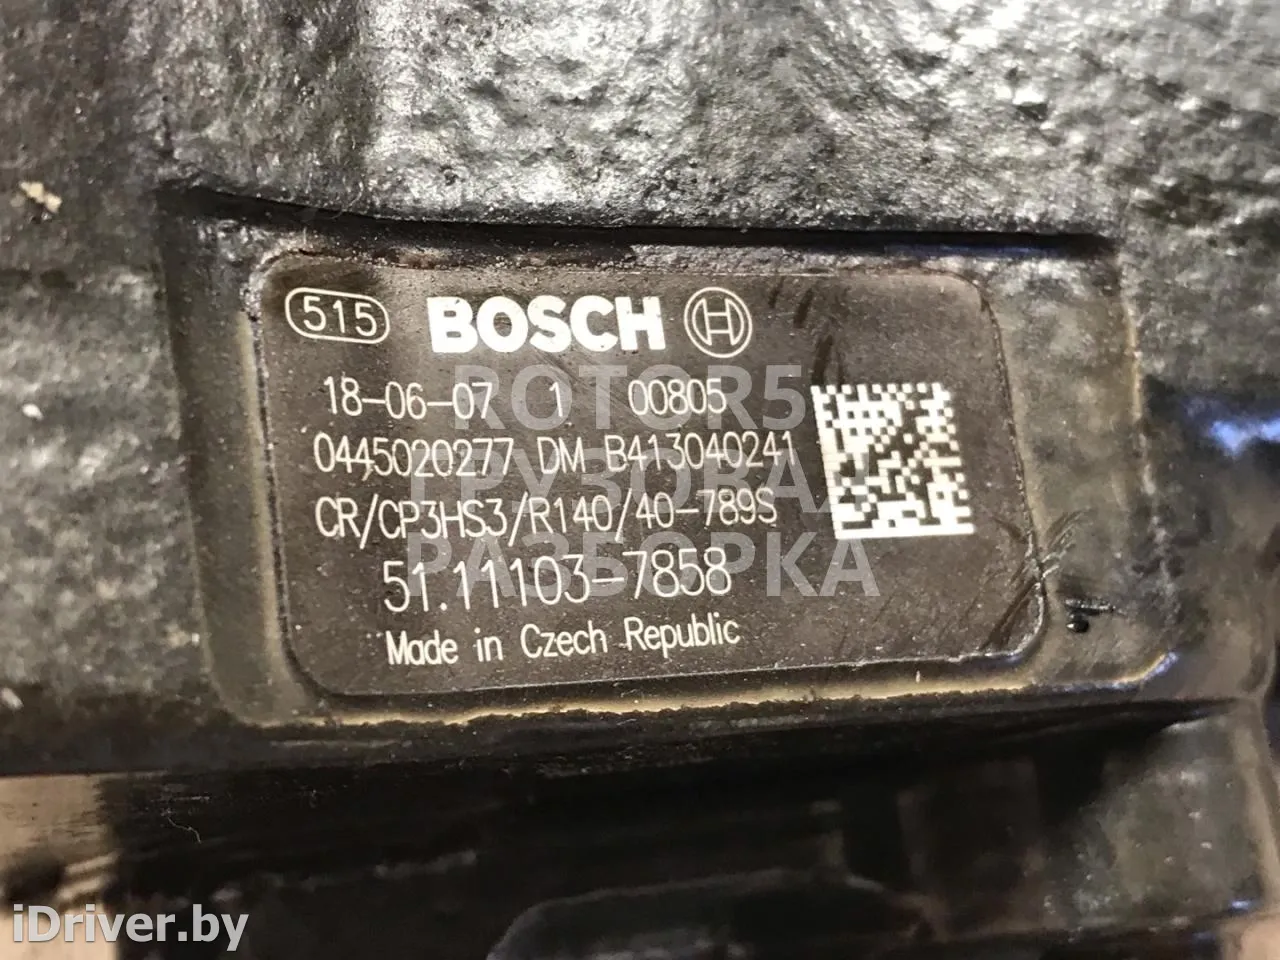 515 BOSCH
18-06-07 1 00805
0445020277 DM B413040241
CR/CP3HS3/R140/40-789S
51.11103-7858
Made in Czech Republic
ROTOR5
ГРУЗОВАЯ
РАЗБОРКА
iDriver.by